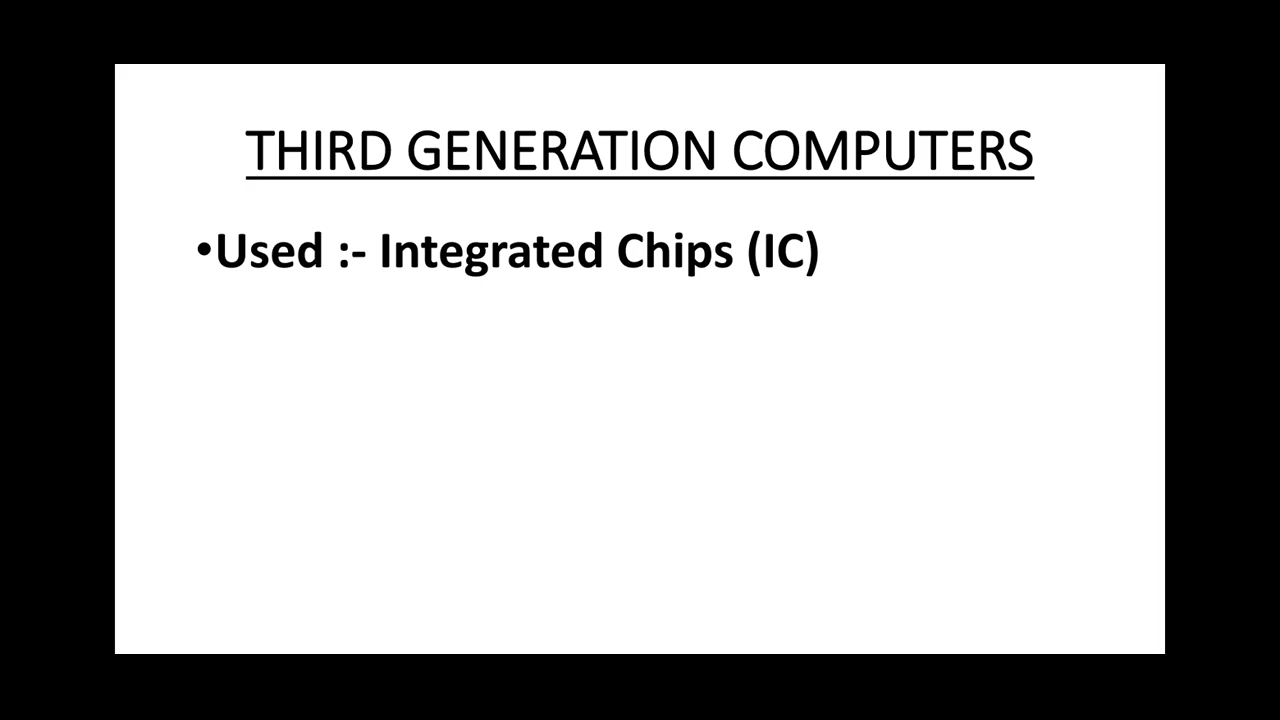 THIRD GENERATION COMPUTERS
•Used :- Integrated Chips (IC)